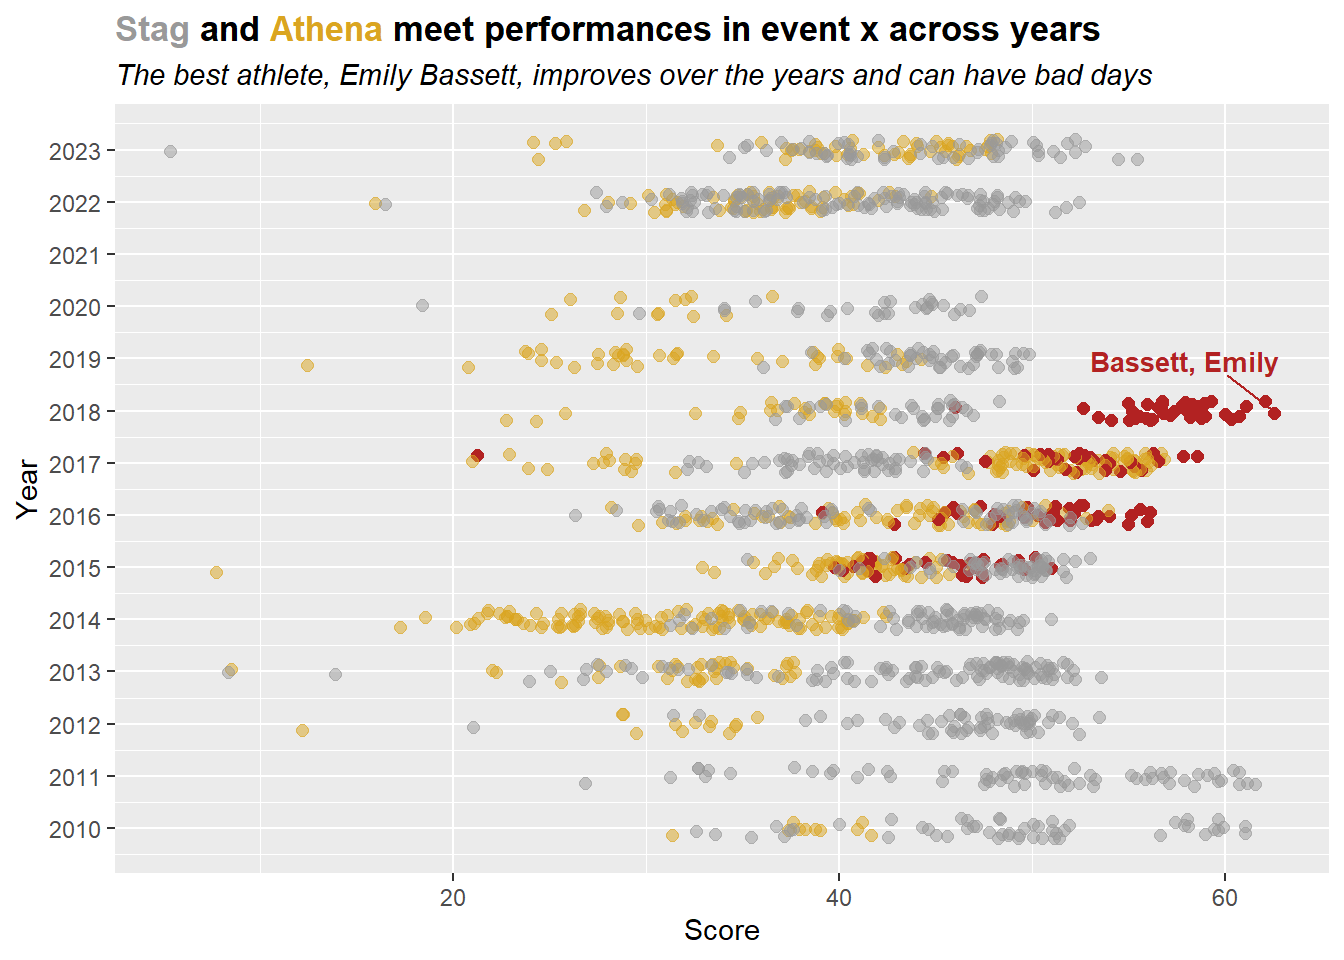 Stag and Athena meet performances in event x across years
The best athlete, Emily Bassett, improves over the years and can have bad days
2023
2022
2021
2020
2019
Bassett, Emily
2018
2017
2016
2015
2014
2013
2012
2011
2010
Year
20 40 60
Score